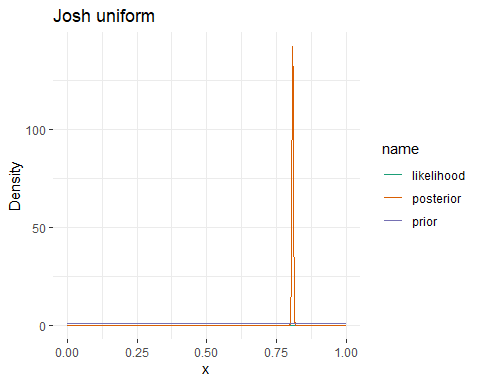 Josh uniform
Density
100
50
0
0.00
0.25
0.50
0.75
1.00
x
name
likelihood
posterior
prior